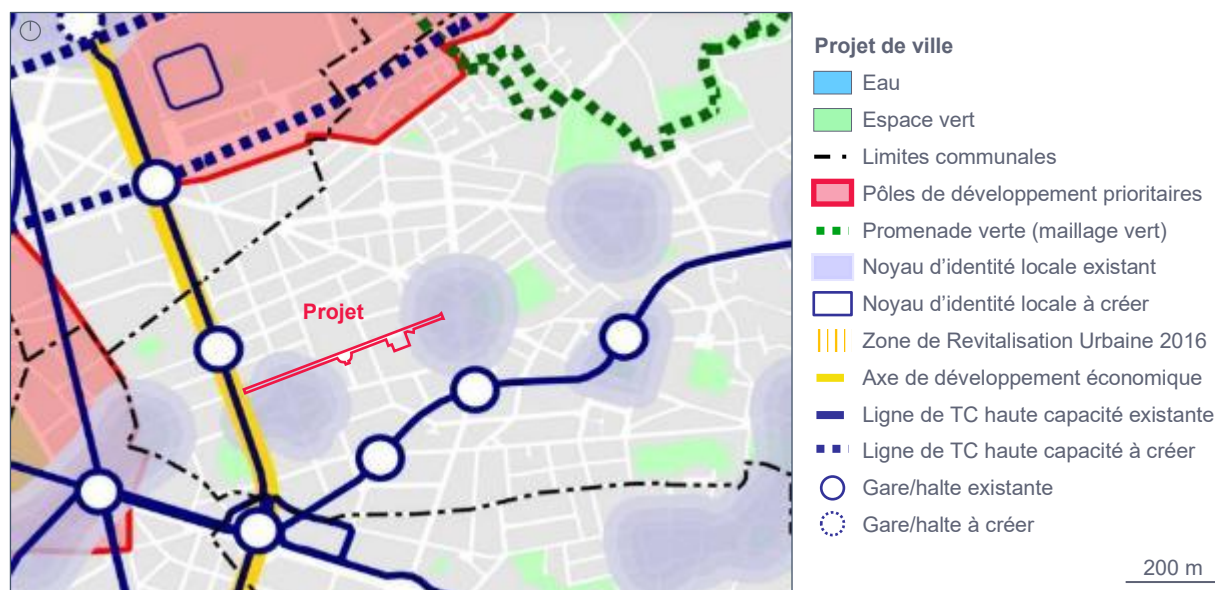 Projet
Projet de ville
Eau
Espace vert
Limites communales
Pôles de développement prioritaires
Promenade verte (maillage vert)
Noyau d'identité locale existant
Noyau d'identité locale à créer
Zone de Revitalisation Urbaine 2016
Axe de développement économique
Ligne de TC haute capacité existante
Ligne de TC haute capacité à créer
Gare/halte existante
Gare/halte à créer
200 m